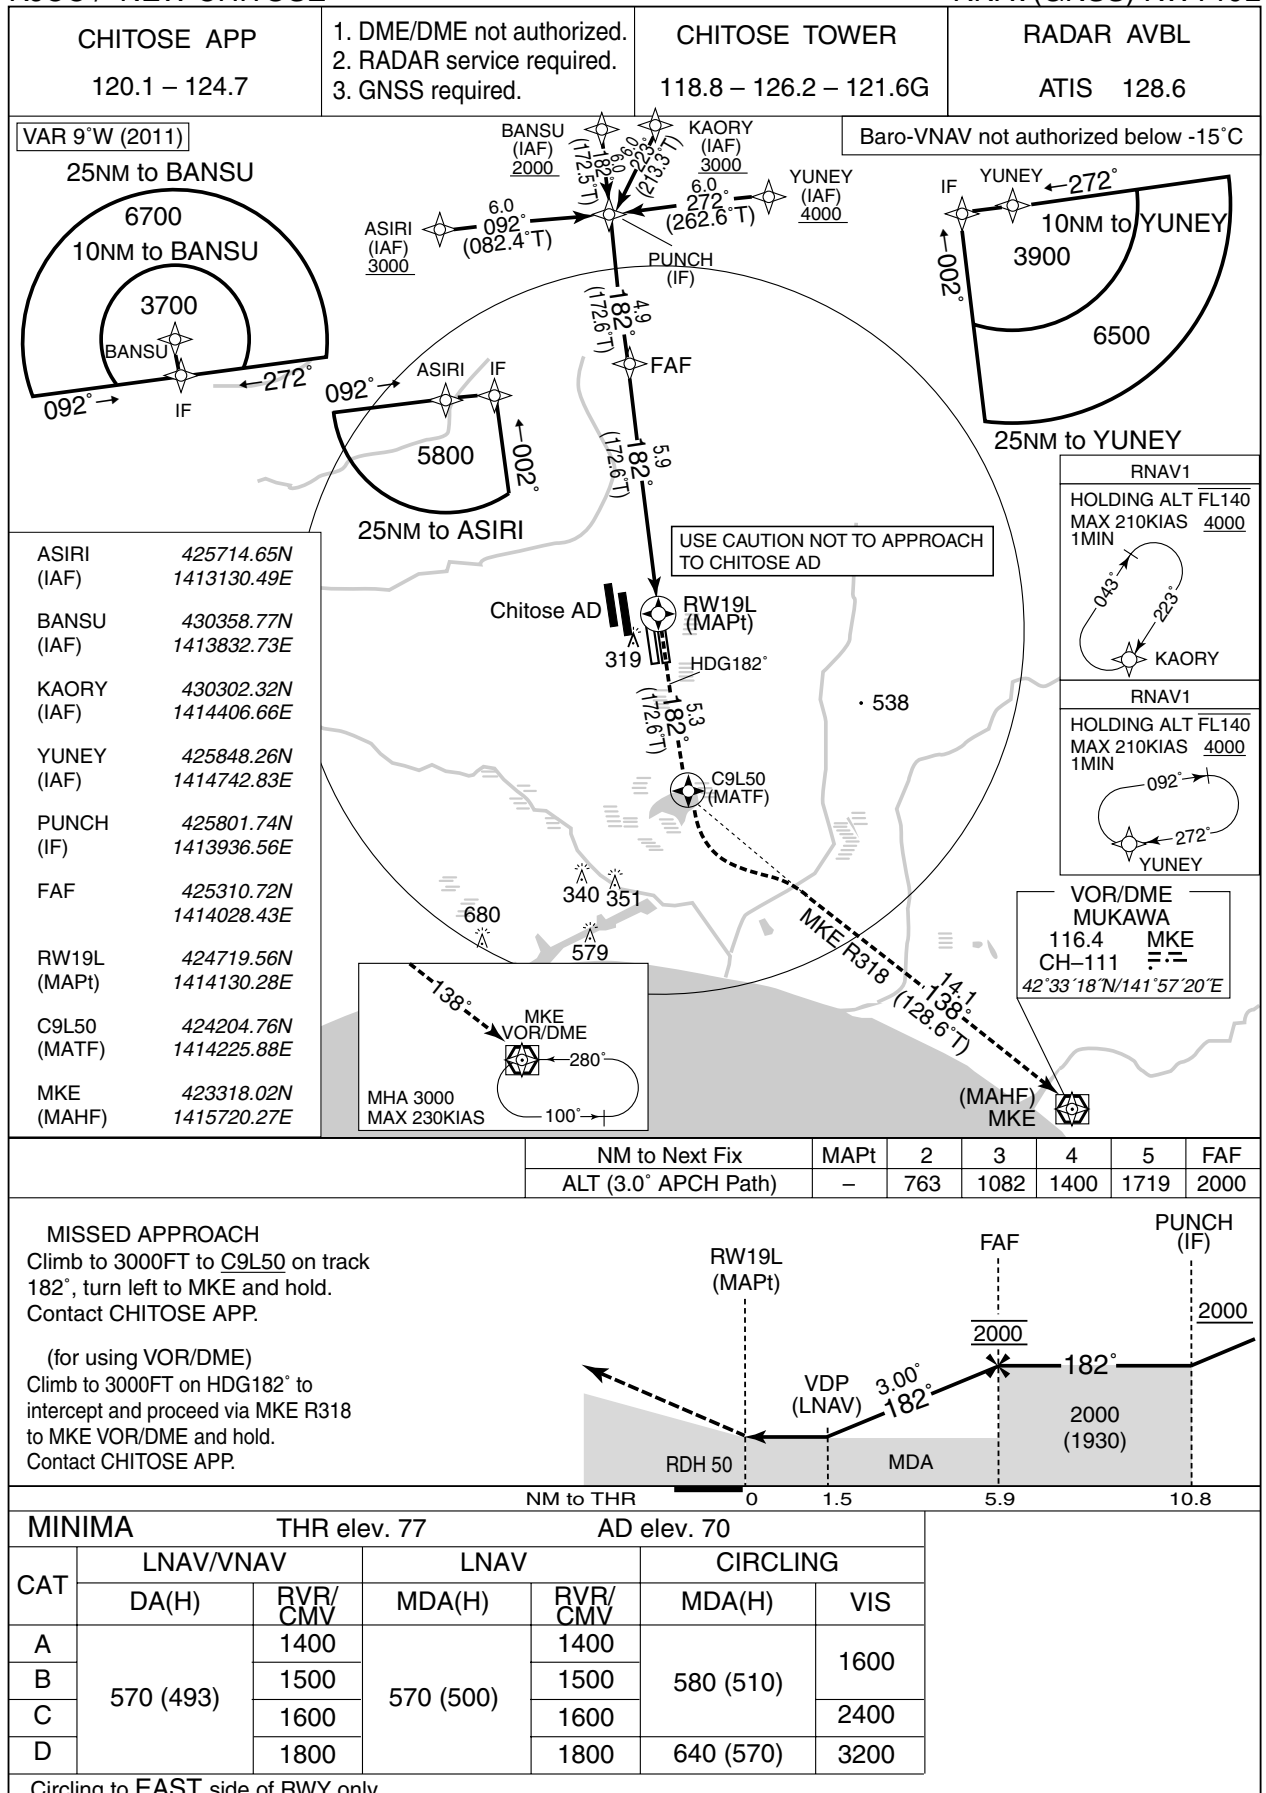 CHITOSE APP
120.1 – 124.7
1. DME/DME not authorized.
2. RADAR service required.
3. GNSS required.
CHITOSE TOWER
118.8 – 126.2 – 121.6G
RADAR AVBL
ATIS 128.6
VAR 9°W (2011)
Baro-VNAV not authorized below -15°C
25NM to BANSU
6700
10NM to BANSU
3700
BANSU
IF
092°
272°
BANSU
(IAF)
2000
182°
6.0
(172.5°T)
KAORY
(IAF)
3000
6.0
223°
(213.3°T)
ASIRI
(IAF)
3000
6.0
092°
(082.4°T)
YUNEY
(IAF)
4000
6.0
272°
(262.6°T)
PUNCH
(IF)
IF
YUNEY
272°
10NM to YUNEY
3900
002°
6500
25NM to YUNEY
4.9
182°
(172.6°T)
FAF
092°
ASIRI
IF
5800
002°
25NM to ASIRI
5.9
182°
(172.6°T)
USE CAUTION NOT TO APPROACH
TO CHITOSE AD
RNAV1
HOLDING ALT FL140
MAX 210KIAS 4000
1MIN
043°
223°
KAORY
RNAV1
HOLDING ALT FL140
MAX 210KIAS 4000
1MIN
092°
272°
YUNEY
ASIRI 425714.65N
(IAF) 1413130.49E
BANSU 430358.77N
(IAF) 1413832.73E
KAORY 430302.32N
(IAF) 1414406.66E
YUNEY 425848.26N
(IAF) 1414742.83E
PUNCH 425801.74N
(IF) 1413936.56E
FAF 425310.72N
1414028.43E
RW19L 424719.56N
(MAPt) 1414130.28E
C9L50 424204.76N
(MATF) 1414225.88E
MKE 423318.02N
(MAHF) 1415720.27E
Chitose AD
RW19L
(MAPt)
319
HDG182°
538
5.3
182°
(172.6°T)
C9L50
(MATF)
340
351
680
579
MKE R318
14.1
138°
(128.6°T)
VOR/DME
MUKAWA
116.4 MKE
CH–111
42°33′18″N/141°57′20″E
138°
MKE
VOR/DME
280°
100°
MHA 3000
MAX 230KIAS
(MAHF)
MKE
NM to Next Fix MAPt 2 3 4 5 FAF
ALT (3.0° APCH Path) – 763 1082 1400 1719 2000
MISSED APPROACH
Climb to 3000FT to C9L50 on track
182°, turn left to MKE and hold.
Contact CHITOSE APP.
(for using VOR/DME)
Climb to 3000FT on HDG182° to
intercept and proceed via MKE R318
to MKE VOR/DME and hold.
Contact CHITOSE APP.
RW19L
(MAPt)
FAF
PUNCH
(IF)
2000
2000
182°
VDP
(LNAV)
3.00°
182°
2000
(1930)
RDH 50
MDA
NM to THR 0 1.5 5.9 10.8
MINIMA THR elev. 77 AD elev. 70
CAT LNAV/VNAV LNAV CIRCLING
DA(H) RVR/CMV MDA(H) RVR/CMV MDA(H) VIS
A 1400 1400 1600
B 570 (493) 1500 570 (500) 1500 580 (510)
C 1600 1600 2400
D 1800 1800 640 (570) 3200
Circling to EAST side of RWY only